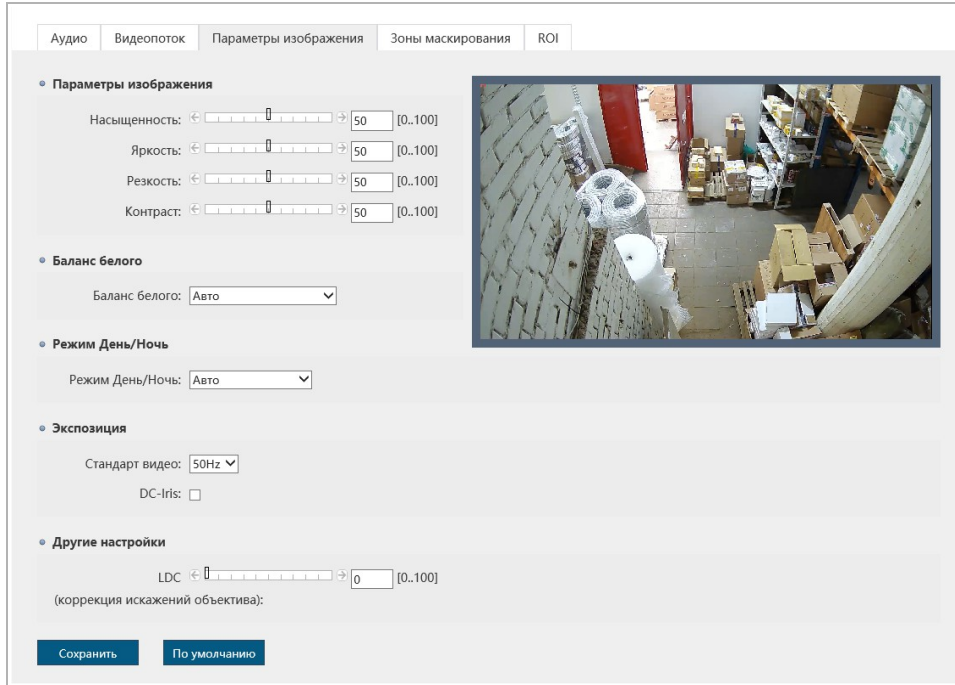 Аудио Видеопоток Параметры изображения Зоны маскирования ROI
Параметры изображения
Насыщенность: 50 [0..100]
Яркость: 50 [0..100]
Резкость: 50 [0..100]
Контраст: 50 [0..100]
Баланс белого
Баланс белого: Авто
Режим День/Ночь
Режим День/Ночь: Авто
Экспозиция
Стандарт видео: 50Hz
DC-Iris:
Другие настройки
LDC 0 [0..100]
(коррекция искажений объектива):
Сохранить По умолчанию